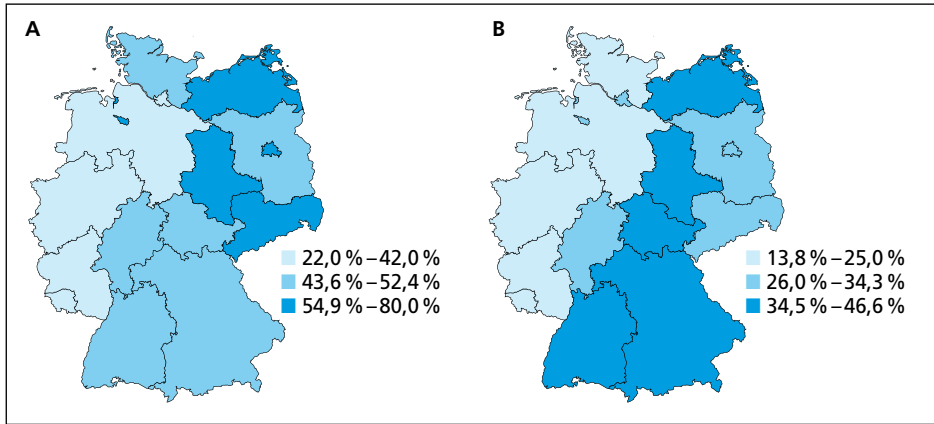 A
22,0 % – 42,0 %
43,6 % – 52,4 %
54,9 % – 80,0 %
B
13,8 % – 25,0 %
26,0 % – 34,3 %
34,5 % – 46,6 %